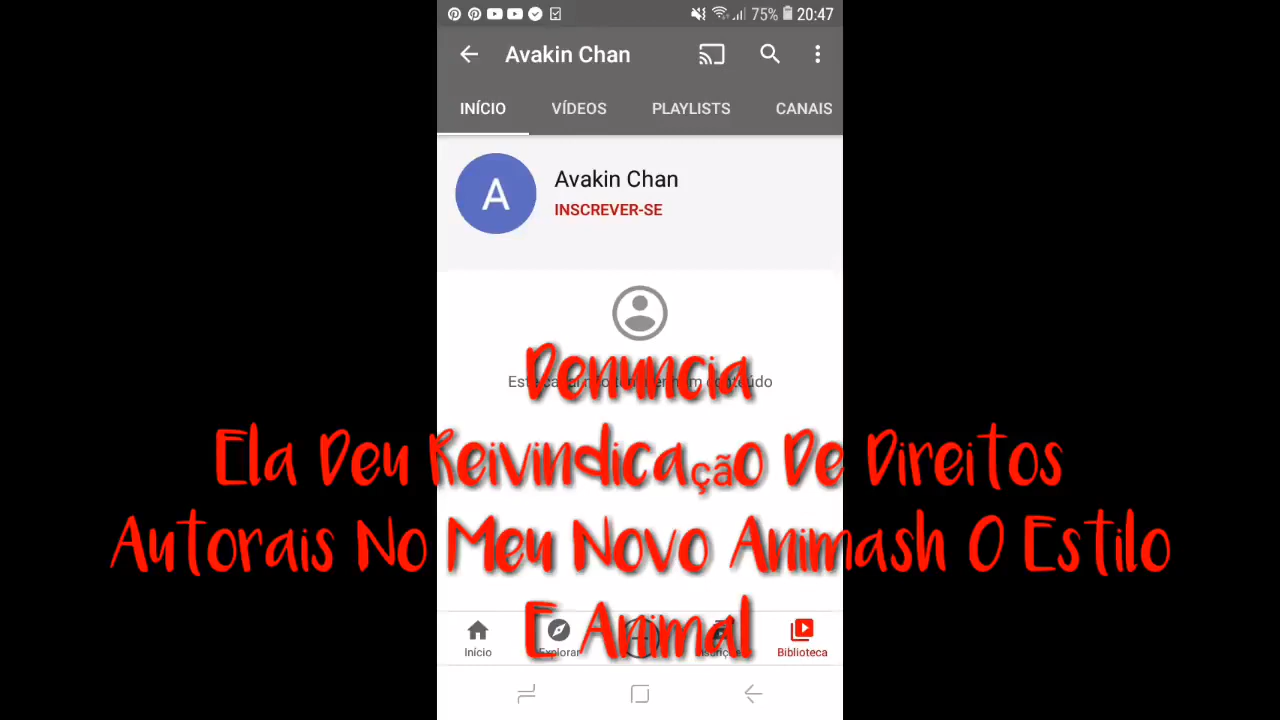 75% 20:47
Avakin Chan
INÍCIO VÍDEOS PLAYLISTS CANAIS
A
Avakin Chan
INSCREVER-SE
Denuncia
Ela Deu Reivindicação De Direitos
Autorais No Meu Novo Animash O Estilo
E Animal
Início Explorar Biblioteca